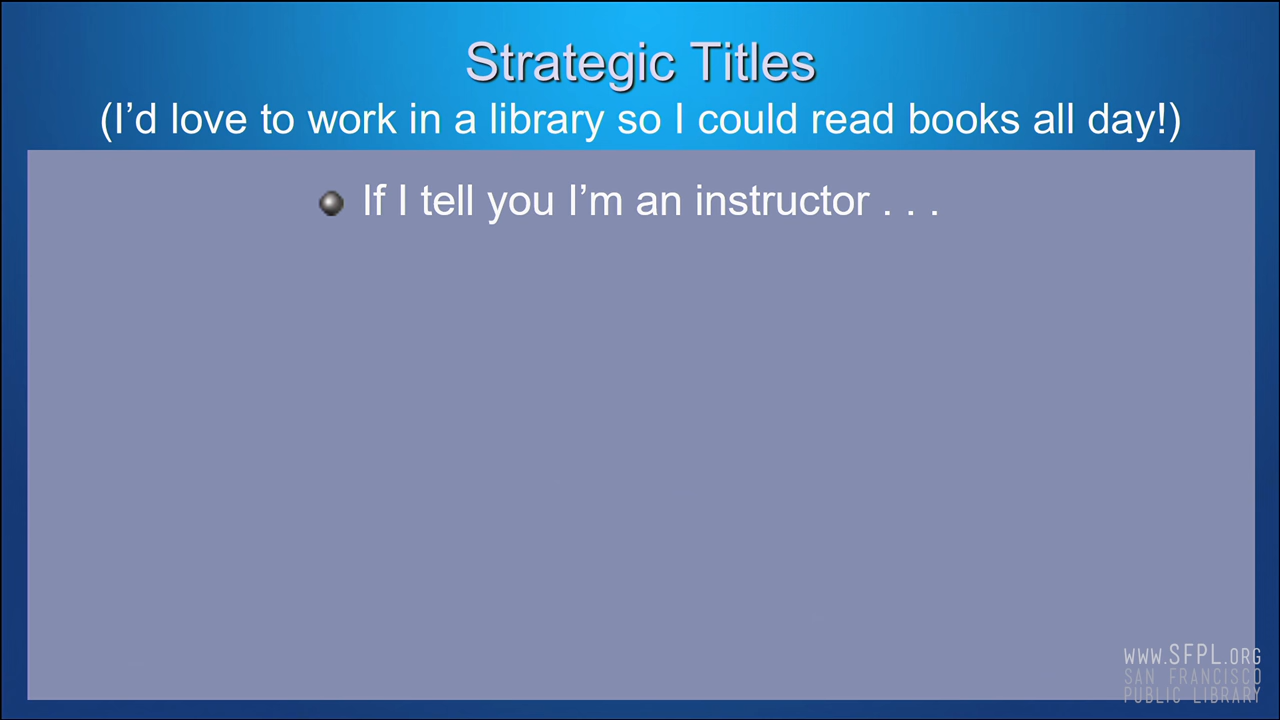 Strategic Titles
(I’d love to work in a library so I could read books all day!)
If I tell you I’m an instructor . . .
www.SFPL.ORG
SAN FRANCISCO
PUBLIC LIBRARY